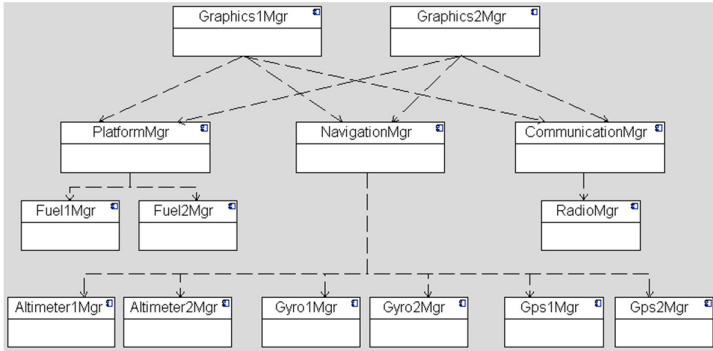 Graphics1Mgr
Graphics2Mgr
PlatformMgr
NavigationMgr
CommunicationMgr
Fuel1Mgr
Fuel2Mgr
RadioMgr
Altimeter1Mgr
Altimeter2Mgr
Gyro1Mgr
Gyro2Mgr
Gps1Mgr
Gps2Mgr